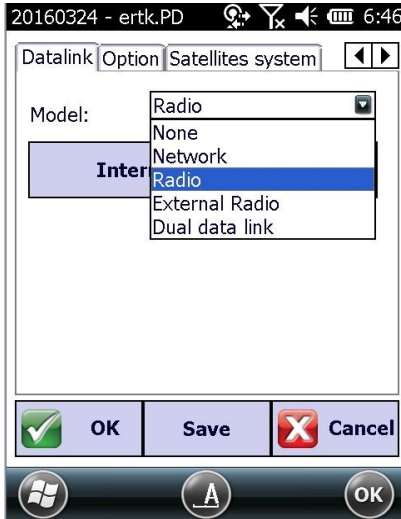 20160324 - ertk.PD 6:46
Datalink Option Satellites system
Model: Radio
None
Network
Radio
External Radio
Dual data link
OK Save Cancel
A OK